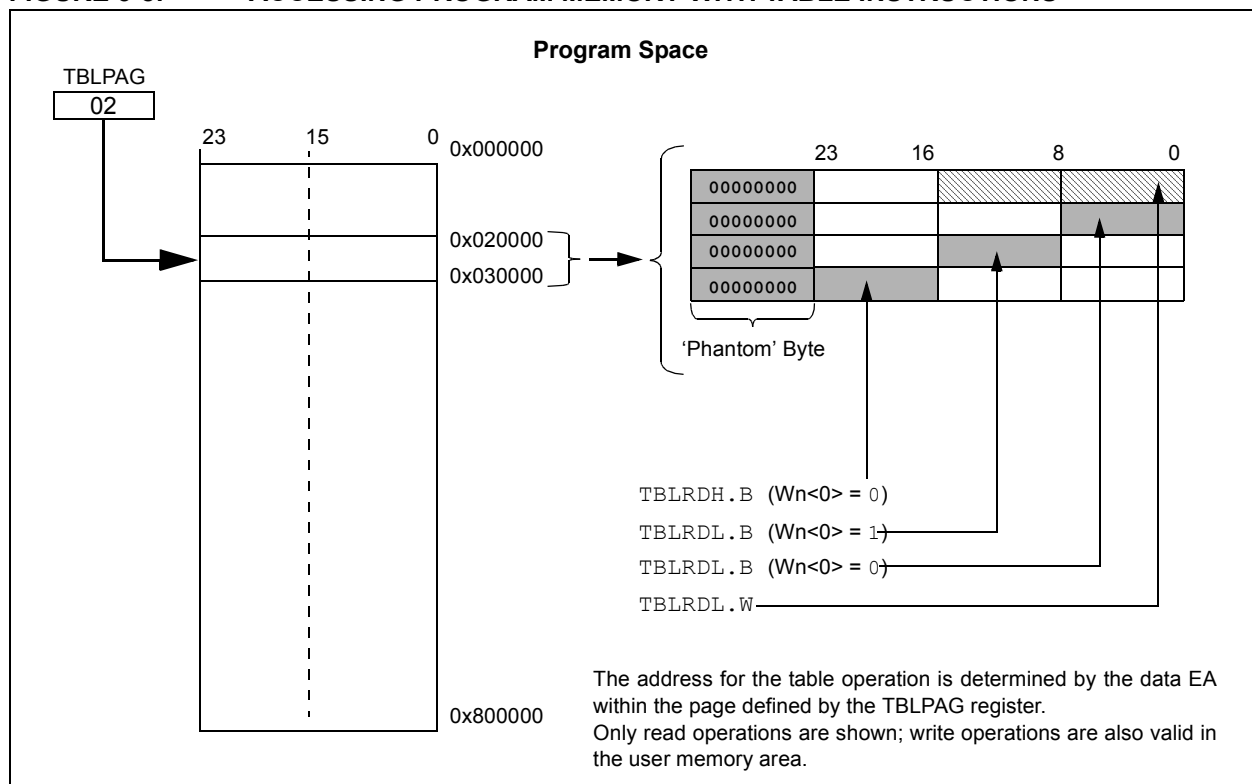 Program Space
TBLPAG
02
23 15 0
0x000000
0x020000
0x030000
0x800000
23 16 8 0
00000000
00000000
00000000
00000000
‘Phantom’ Byte
TBLRDH.B (Wn<0> = 0)
TBLRDL.B (Wn<0> = 1)
TBLRDL.B (Wn<0> = 0)
TBLRDL.W
The address for the table operation is determined by the data EA
within the page defined by the TBLPAG register.
Only read operations are shown; write operations are also valid in
the user memory area.